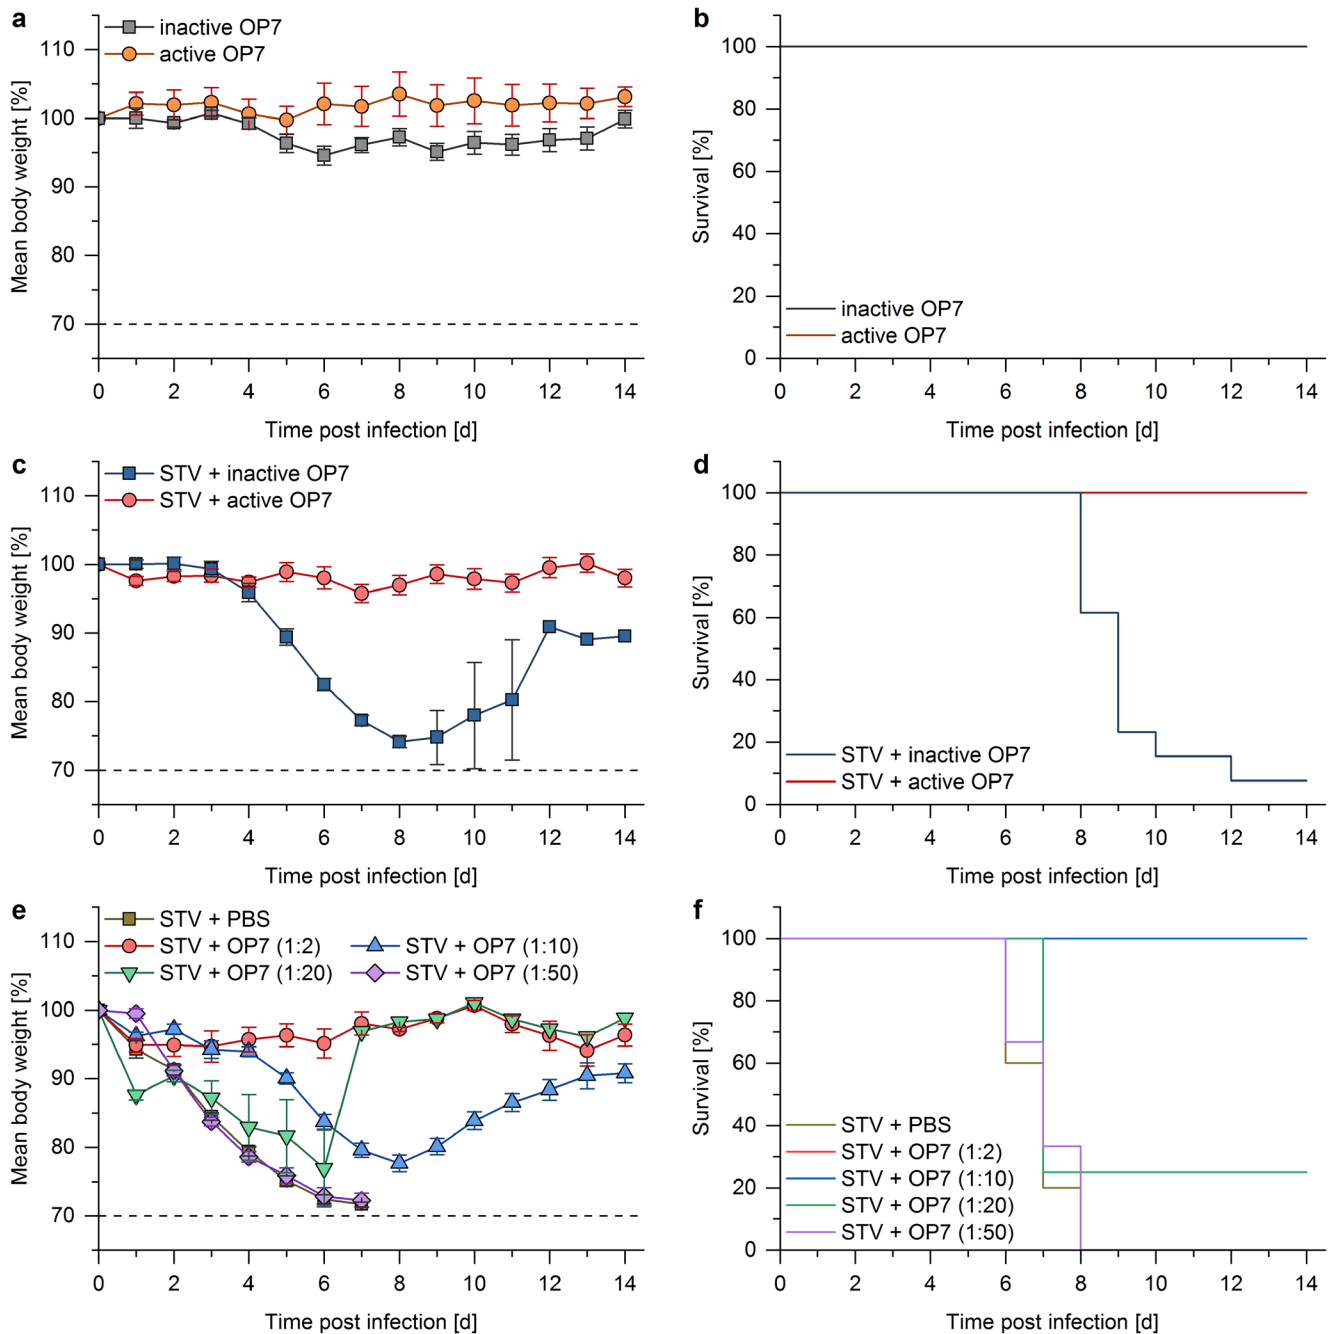 a
inactive OP7
active OP7
Mean body weight [%]
110
100
90
80
70
0 2 4 6 8 10 12 14
Time post infection [d]
b
Survival [%]
100
80
60
40
20
0
inactive OP7
active OP7
0 2 4 6 8 10 12 14
Time post infection [d]
c
STV + inactive OP7
STV + active OP7
Mean body weight [%]
110
100
90
80
70
0 2 4 6 8 10 12 14
Time post infection [d]
d
Survival [%]
100
80
60
40
20
0
STV + inactive OP7
STV + active OP7
0 2 4 6 8 10 12 14
Time post infection [d]
e
STV + PBS
STV + OP7 (1:2) STV + OP7 (1:10)
STV + OP7 (1:20) STV + OP7 (1:50)
Mean body weight [%]
110
100
90
80
70
0 2 4 6 8 10 12 14
Time post infection [d]
f
Survival [%]
100
80
60
40
20
0
STV + PBS
STV + OP7 (1:2)
STV + OP7 (1:10)
STV + OP7 (1:20)
STV + OP7 (1:50)
0 2 4 6 8 10 12 14
Time post infection [d]